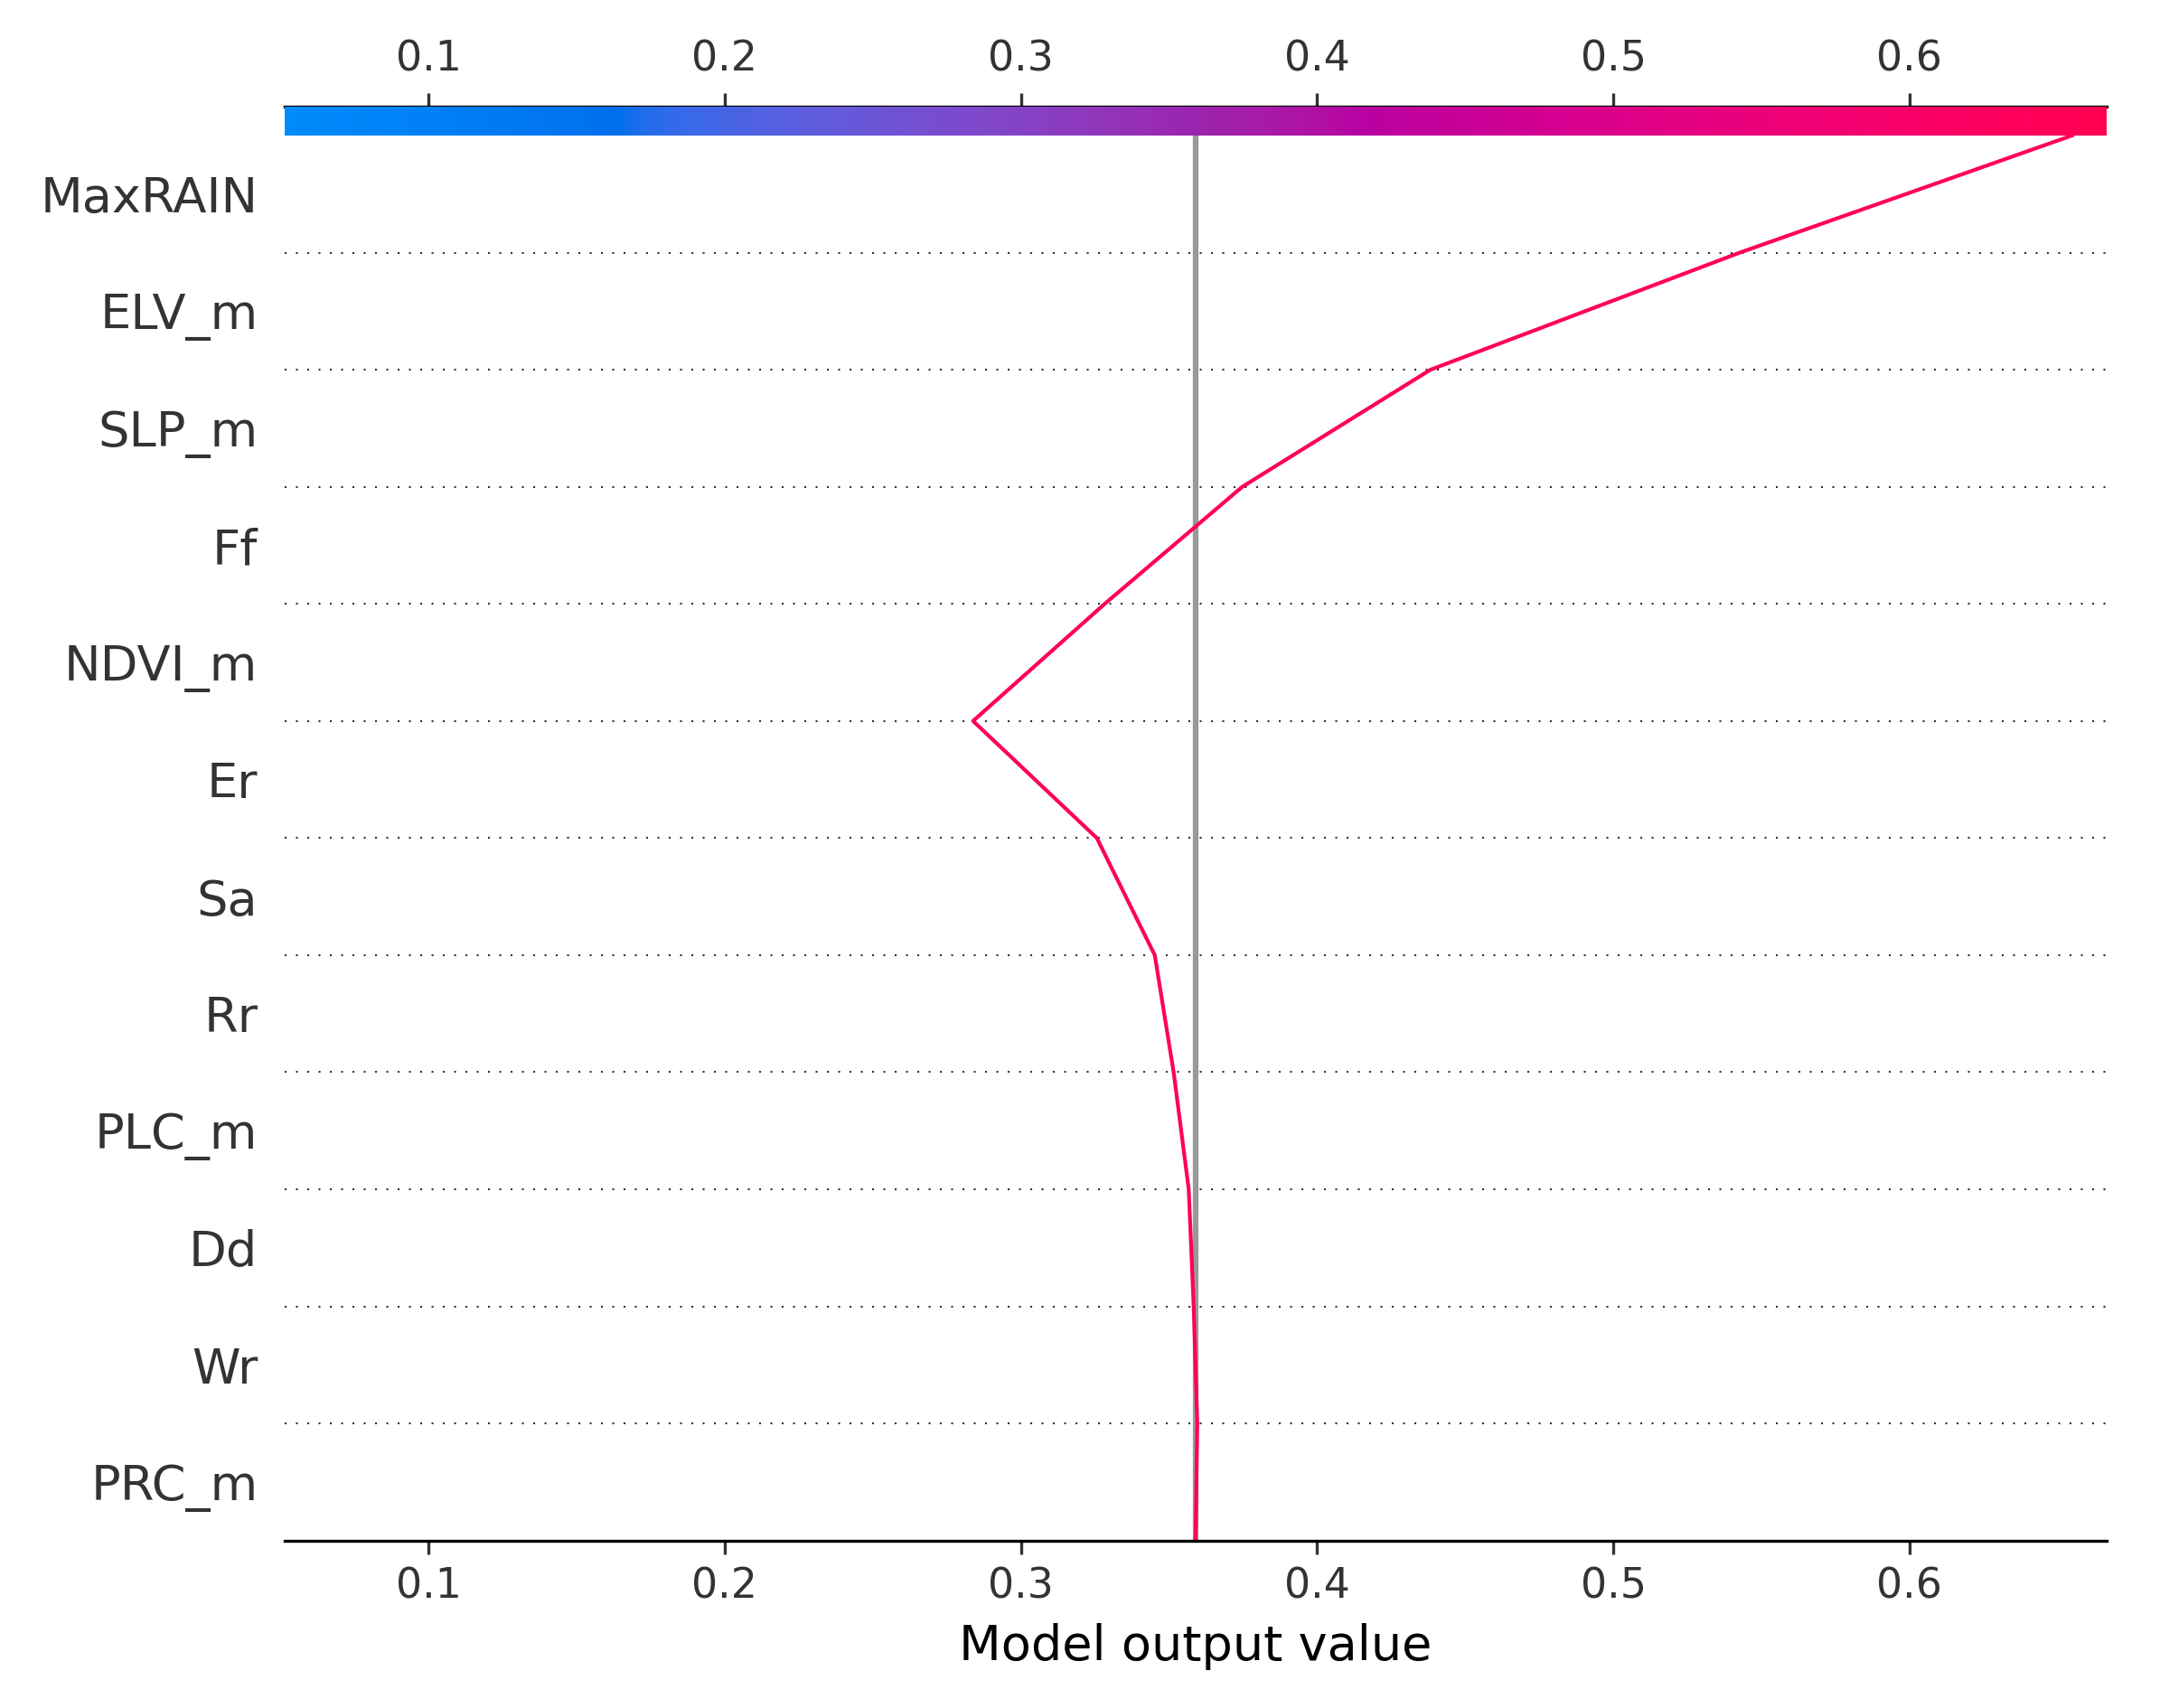 0.1 0.2 0.3 0.4 0.5 0.6
MaxRAIN
ELV_m
SLP_m
Ff
NDVI_m
Er
Sa
Rr
PLC_m
Dd
Wr
PRC_m
0.1 0.2 0.3 0.4 0.5 0.6
Model output value